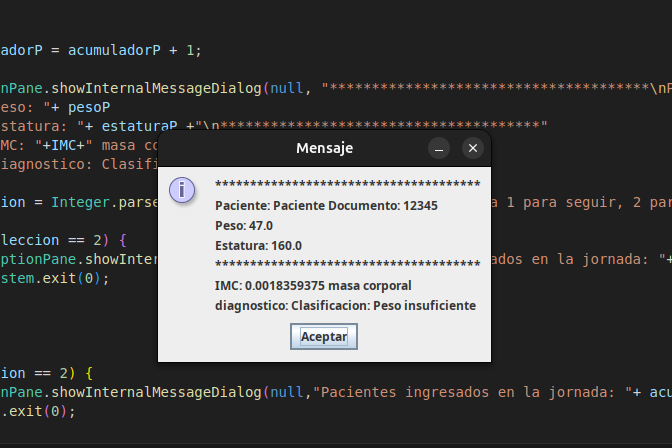 adorP = acumuladorP + 1;
nPane.showInternalMessageDialog(null, "**************************************\nP
eso: "+ pesoP
statura: "+ estaturaP +"\n**************************************"
MC: "+IMC+" masa co
iagnostico: Clasifi
Mensaje
**************************************
Paciente: Paciente Documento: 12345
Peso: 47.0
Estatura: 160.0
**************************************
IMC: 0.0018359375 masa corporal
diagnostico: Clasificacion: Peso insuficiente
Aceptar
ion = Integer.parse
a 1 para seguir, 2 par
leccion == 2) {
ptionPane.showInter
ados en la jornada: "+
stem.exit(0);
ion == 2) {
nPane.showInternalMessageDialog(null,"Pacientes ingresados en la jornada: "+ acu
.exit(0);